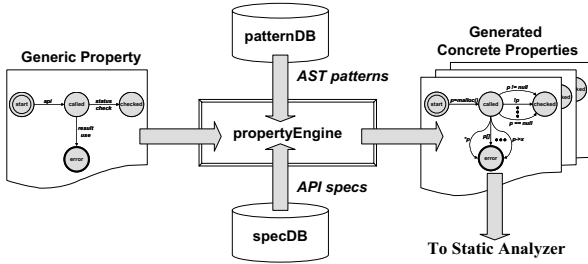 patternDB
Generic Property
AST patterns
Generated
Concrete Properties
start
api
called
status
check
checked
result
use
error
propertyEngine
API specs
specDB
start
p=malloc()
called
p != null
!p
p == null
checked
*p
p[]
p->x
error
To Static Analyzer